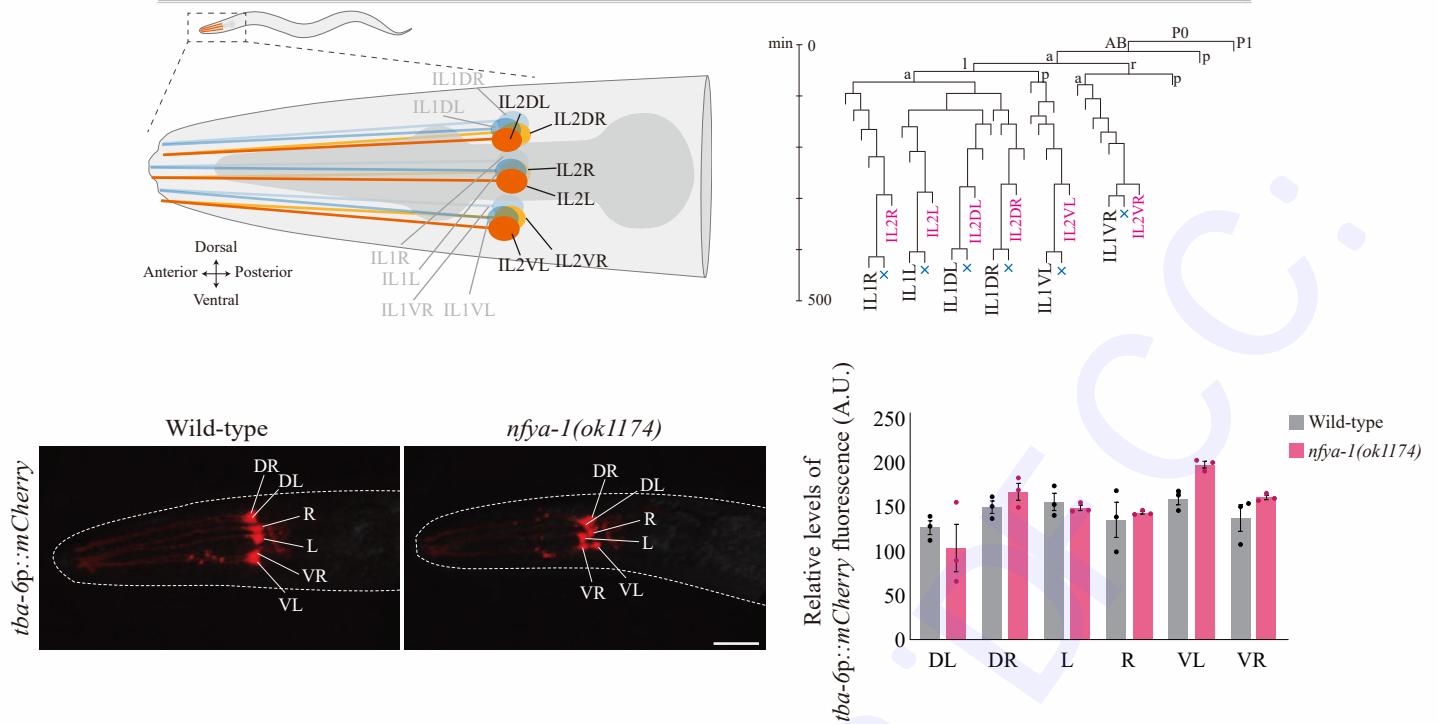 IL1DR
IL1DL
IL2DL
IL2DR
IL2R
IL2L
IL1R
IL1L
IL2VL
IL2VR
IL1VR
IL1VL
Dorsal
Anterior
Posterior
Ventral
min
0
500
P0
AB
P1
a
p
l
r
a
p
a
p
IL2R
IL2L
IL2DL
IL2DR
IL2VL
IL2VR
IL1R
×
IL1L
×
IL1DL
×
IL1DR
×
IL1VL
×
IL1VR
×
Wild-type
nfya-1(ok1174)
tba-6p::mCherry
DR
DL
R
L
VR
VL
DR
DL
R
L
VR
VL
Relative levels of
tba-6p::mCherry fluorescence (A.U.)
250
200
150
100
50
0
DL
DR
L
R
VL
VR
Wild-type
nfya-1(ok1174)